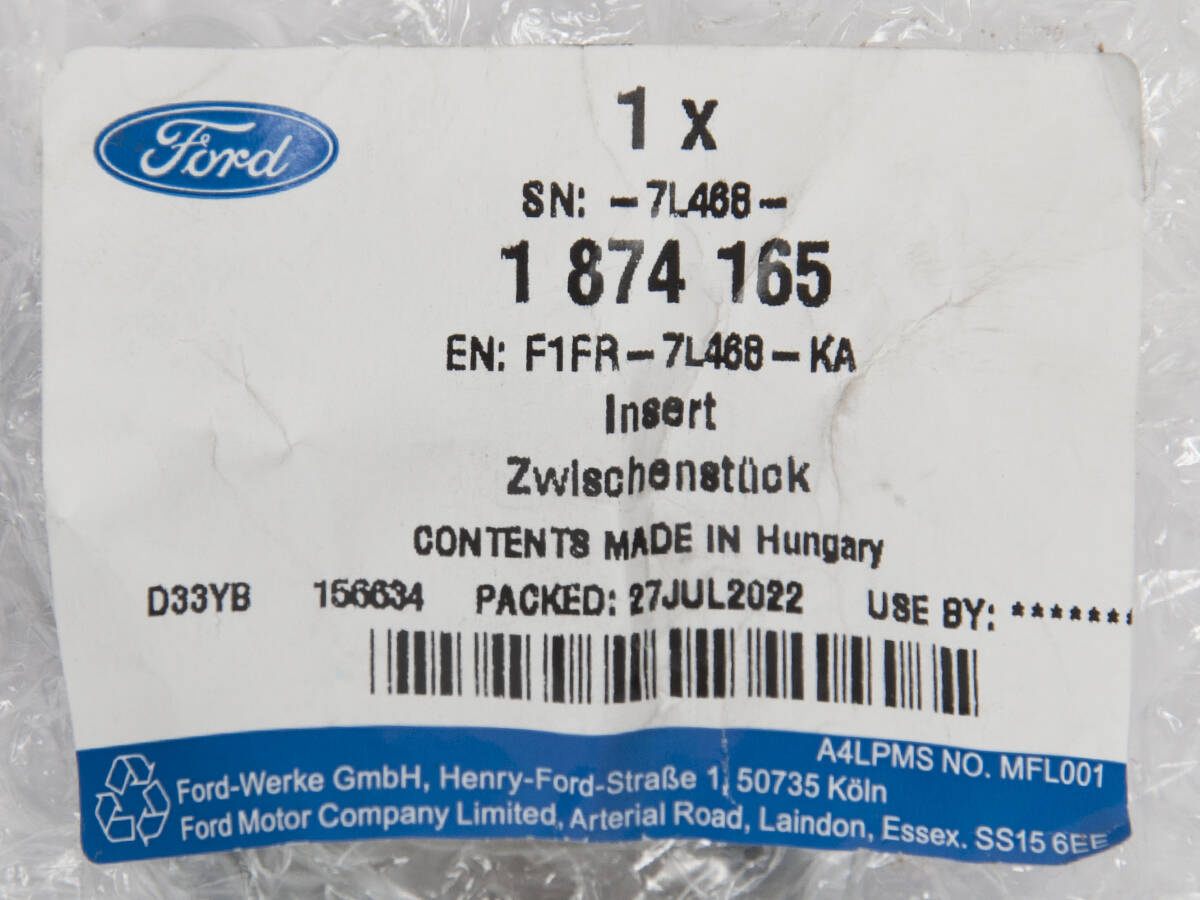 Ford
1 x
SN: -7L468-
1 874 165
EN: F1FR-7L468-KA
Insert
Zwischenstück
CONTENTS MADE IN Hungary
D33YB 156634 PACKED: 27JUL2022 USE BY: *******
A4LPMS NO. MFL001
Ford-Werke GmbH, Henry-Ford-Straße 1, 50735 Köln
Ford Motor Company Limited, Arterial Road, Laindon, Essex. SS15 6EE